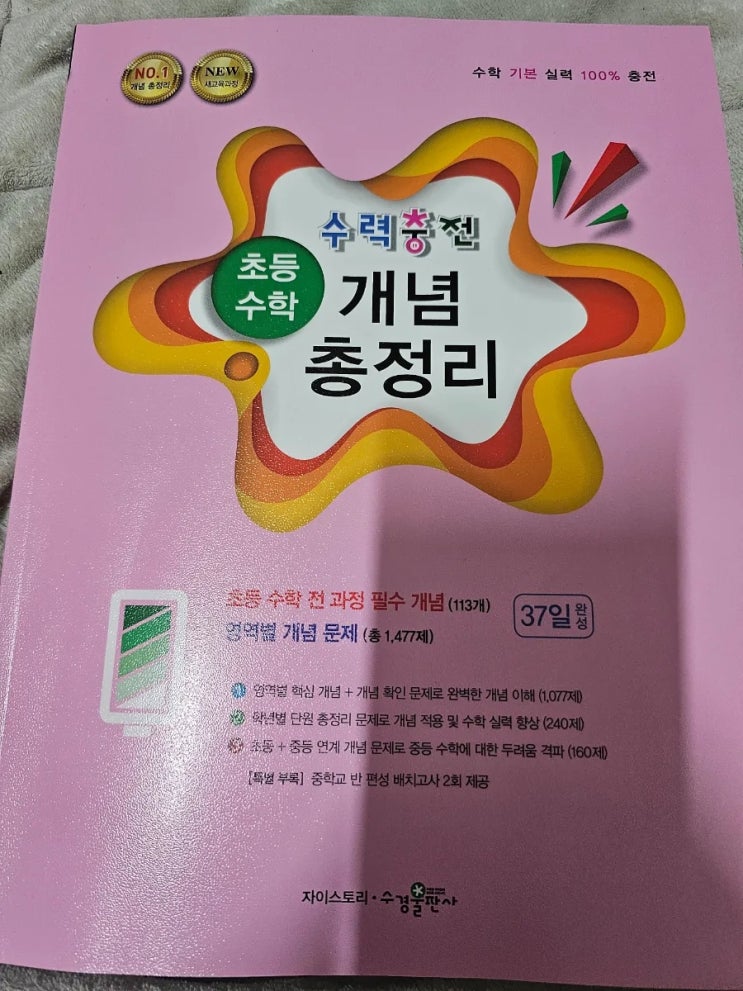 NO.1
개념 총정리
NEW
새교육과정
수학 기본 실력 100% 충전
수력충전
초등
수학
개념
총정리
초등 수학 전 과정 필수 개념 (113개)
영역별 개념 문제 (총 1,477제)
37일 완성
1 영역별 핵심 개념 + 개념 확인 문제로 완벽한 개념 이해 (1,077제)
2 학년별 단원 총정리 문제로 개념 적용 및 수학 실력 향상 (240제)
3 초등 + 중등 연계 개념 문제로 중등 수학에 대한 두려움 격파 (160제)
[특별 부록] 중학교 반 편성 배치고사 2회 제공
자이스토리 • 수경출판사